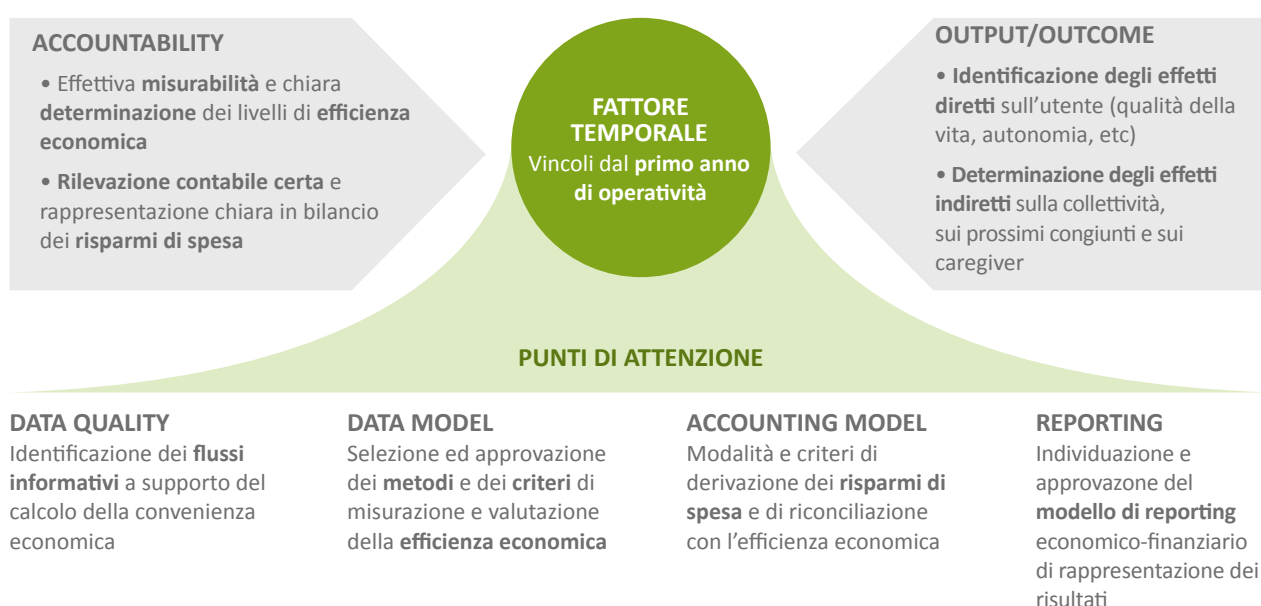 ACCOUNTABILITY
• Effettiva misurabilità e chiara
determinazione dei livelli di efficienza
economica
• Rilevazione contabile certa e
rappresentazione chiara in bilancio
dei risparmi di spesa
FATTORE
TEMPORALE
Vincoli dal primo anno
di operatività
OUTPUT/OUTCOME
• Identificazione degli effetti
diretti sull’utente (qualità della
vita, autonomia, etc)
• Determinazione degli effetti
indiretti sulla collettività,
sui prossimi congiunti e sui
caregiver
PUNTI DI ATTENZIONE
DATA QUALITY
Identificazione dei flussi
informativi a supporto del
calcolo della convenienza
economica
DATA MODEL
Selezione ed approvazione
dei metodi e dei criteri di
misurazione e valutazione
della efficienza economica
ACCOUNTING MODEL
Modalità e criteri di
derivazione dei risparmi di
spesa e di riconciliazione
con l’efficienza economica
REPORTING
Individuazione e
approvazone del
modello di reporting
economico-finanziario
di rappresentazione dei
risultati